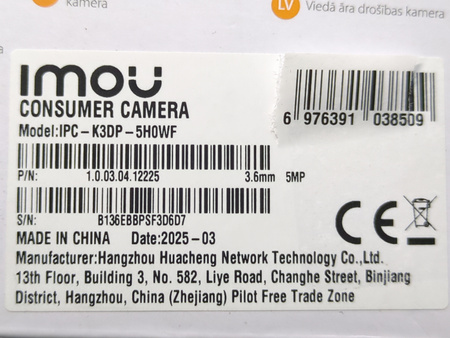 kamera
LV Viedā āra drošības kamera
imou
CONSUMER CAMERA
Model:IPC-K3DP-5H0WF
6 976391 038509
P/N: 1.0.03.04.12225 3.6mm 5MP
S/N: B136EBBPSF3D6D7
CE
MADE IN CHINA Date:2025-03
Manufacturer:Hangzhou Huacheng Network Technology Co.,Ltd.
13th Floor, Building 3, No. 582, Liye Road, Changhe Street, Binjiang
District, Hangzhou, China (Zhejiang) Pilot Free Trade Zone